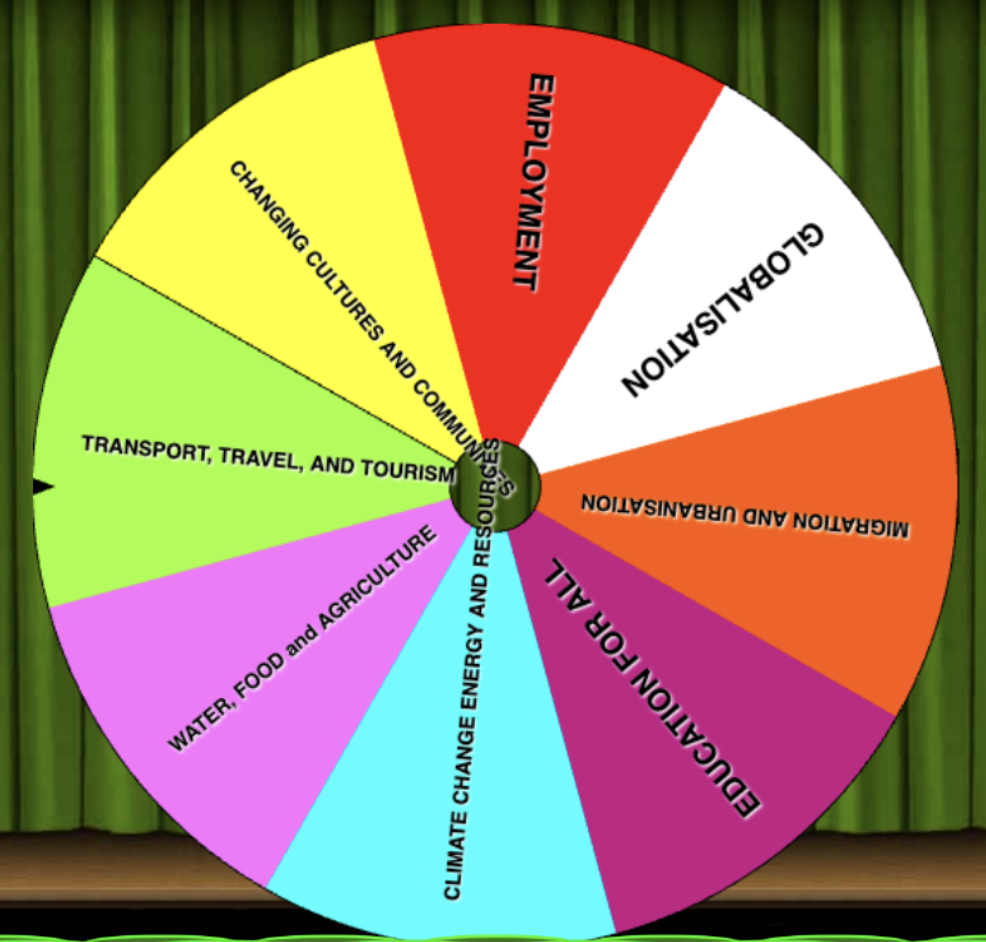 EMPLOYMENT
GLOBALISATION
MIGRATION AND URBANISATION
EDUCATION FOR ALL
CLIMATE CHANGE ENERGY AND RESOURCES
WATER, FOOD and AGRICULTURE
TRANSPORT, TRAVEL, AND TOURISM
CHANGING CULTURES AND COMMUNITIES